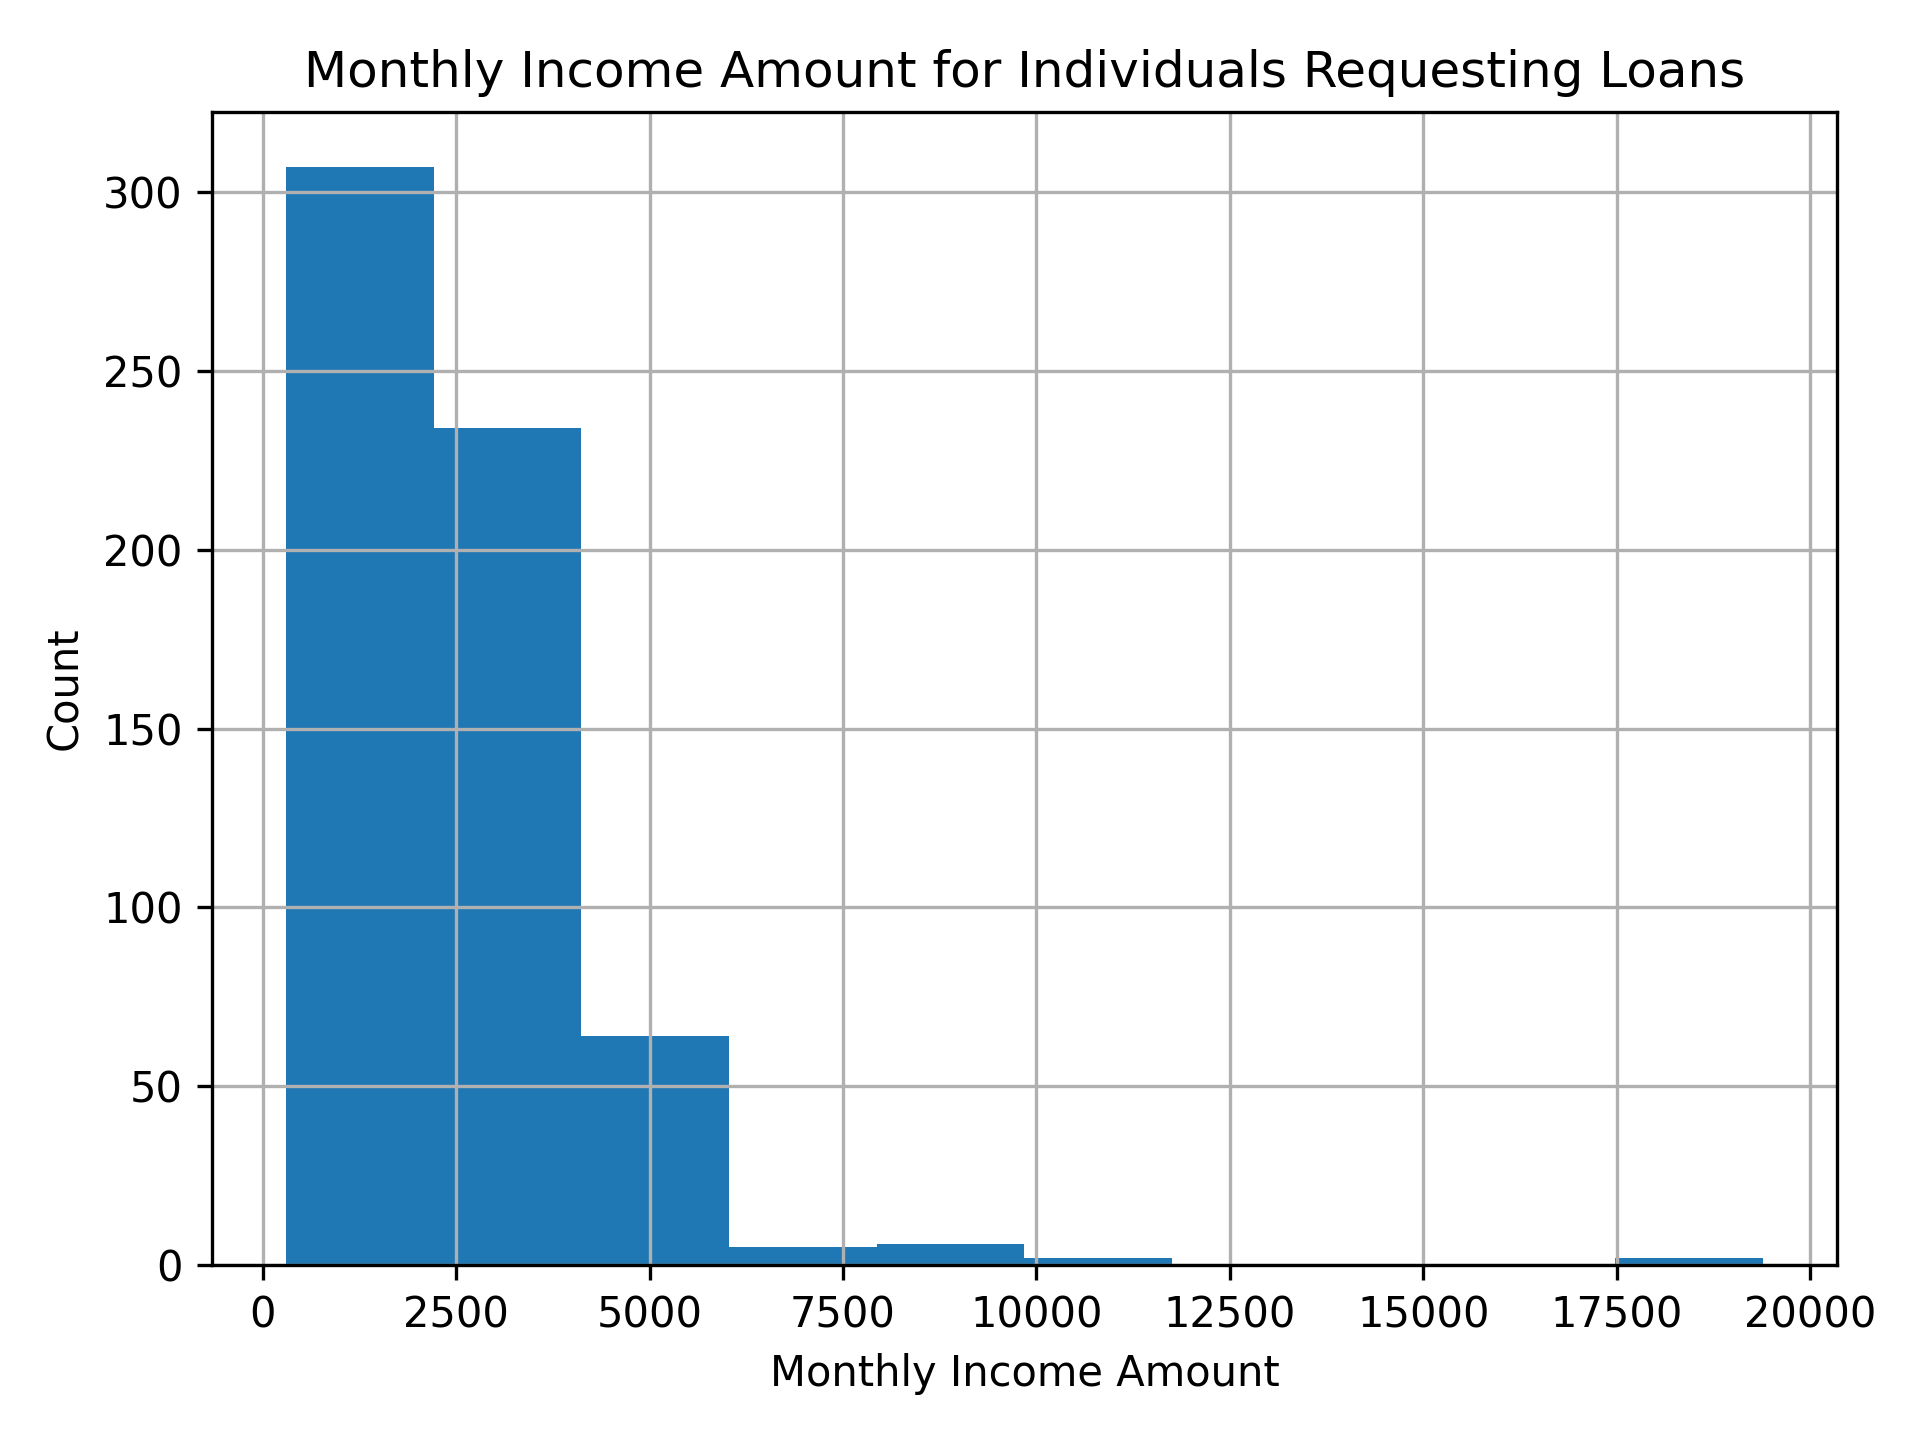 Monthly Income Amount for Individuals Requesting Loans
300
250
200
150
100
50
0
Count
0 2500 5000 7500 10000 12500 15000 17500 20000
Monthly Income Amount